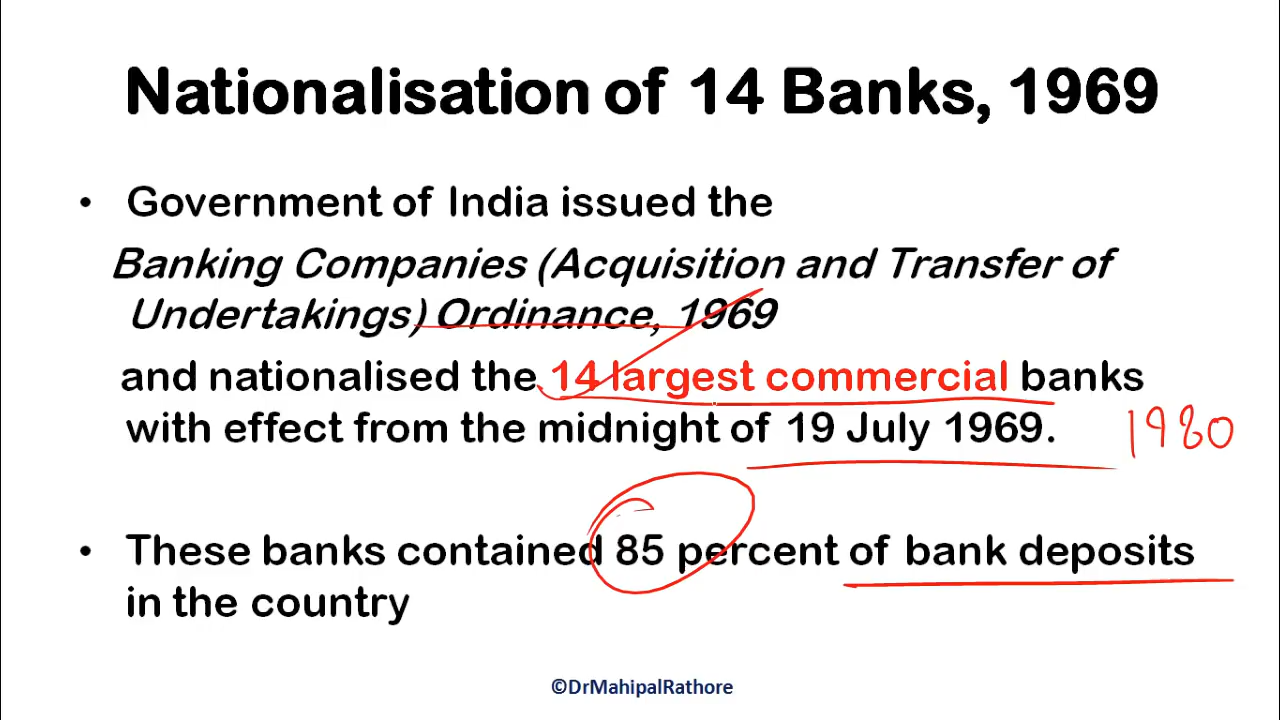 Nationalisation of 14 Banks, 1969
• Government of India issued the
Banking Companies (Acquisition and Transfer of
Undertakings) Ordinance, 1969
and nationalised the 14 largest commercial banks
with effect from the midnight of 19 July 1969.
1980
• These banks contained 85 percent of bank deposits
in the country
©DrMahipalRathore